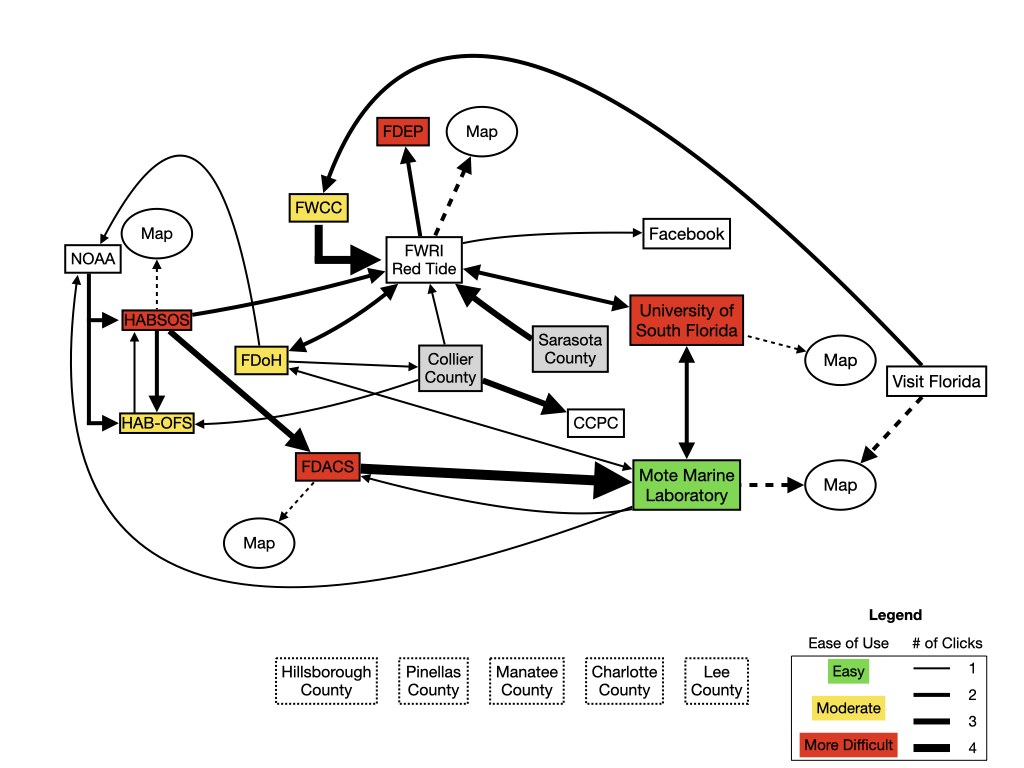 FDEP
Map
FWCC
Map
NOAA
FWRI
Red Tide
Facebook
HABSOS
University of
South Florida
Sarasota
County
FDoH
Collier
County
Map
Visit Florida
HAB-OFS
CCPC
FDACS
Mote Marine
Laboratory
Map
Map
Legend
Ease of Use
# of Clicks
Easy
1
2
Moderate
3
More Difficult
4
Hillsborough
County
Pinellas
County
Manatee
County
Charlotte
County
Lee
County